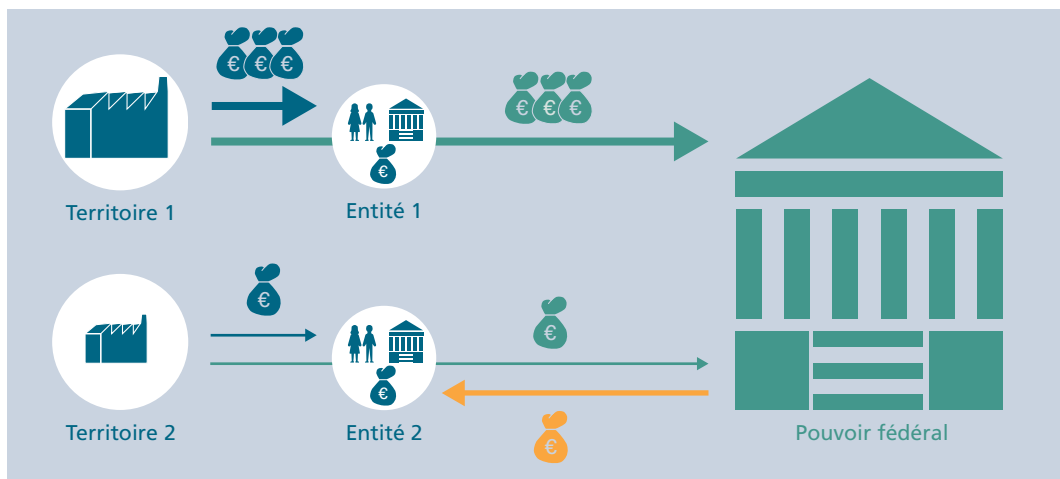 € € €
€ € €
€
Territoire 1
Entité 1
€
€
€
Territoire 2
Entité 2
€
Pouvoir fédéral